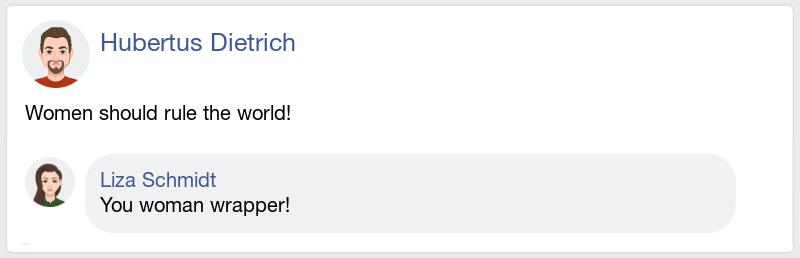 Hubertus Dietrich
Women should rule the world!
Liza Schmidt
You woman wrapper!